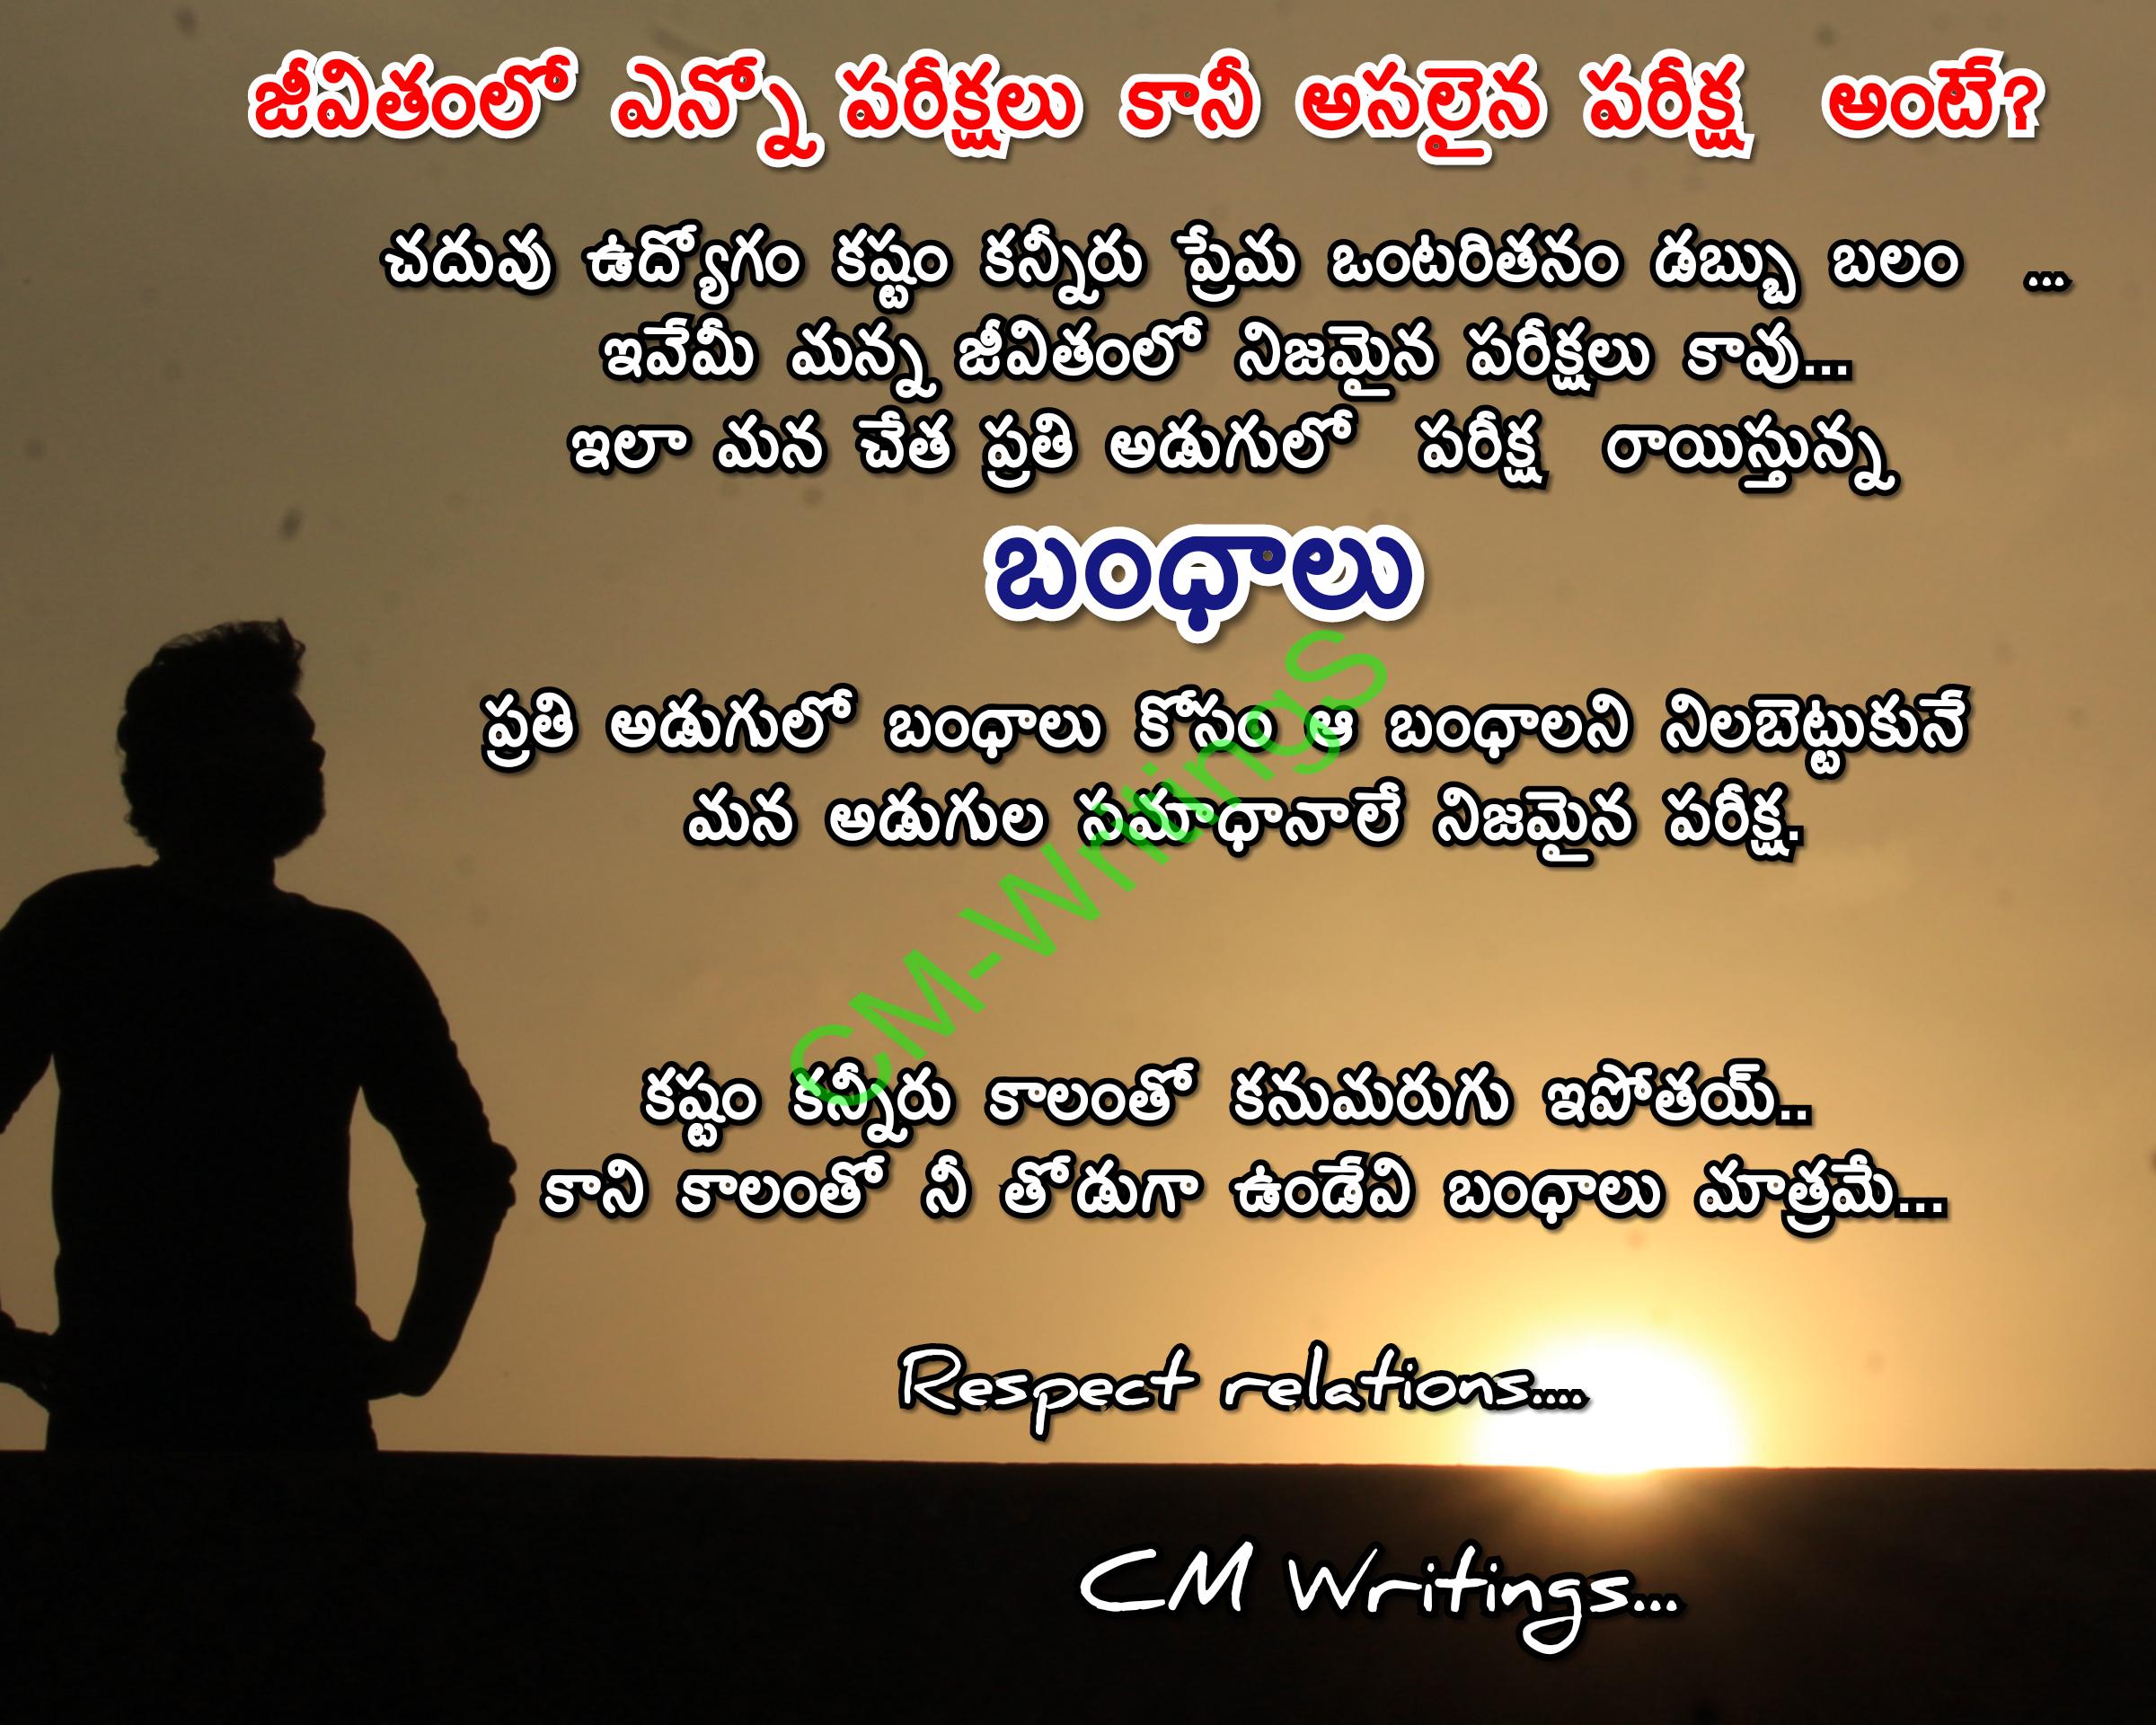 జీవితంలో ఎన్నో పరీక్షలు కానీ అసలైన పరీక్ష అంటే?
చదువు ఉద్యోగం కష్టం కన్నీరు ప్రేమ ఒంటరితనం డబ్బు బలం ...
ఇవేమీ మన్న జీవితంలో నిజమైన పరీక్షలు కావు...
ఇలా మన చేత ప్రతి అడుగులో పరీక్ష రాయిస్తున్న
బంధాలు
ప్రతి అడుగులో బంధాలు కోసం ఆ బంధాలని నిలబెట్టుకునే
మన అడుగుల సమాధానాలే నిజమైన పరీక్ష.
CM-Writings
కష్టం కన్నీరు కాలంతో కనుమరుగు ఇపోతయ్..
కాని కాలంతో నీ తోడుగా ఉండేవి బంధాలు మాత్రమే...
Respect relations....
CM Writings...